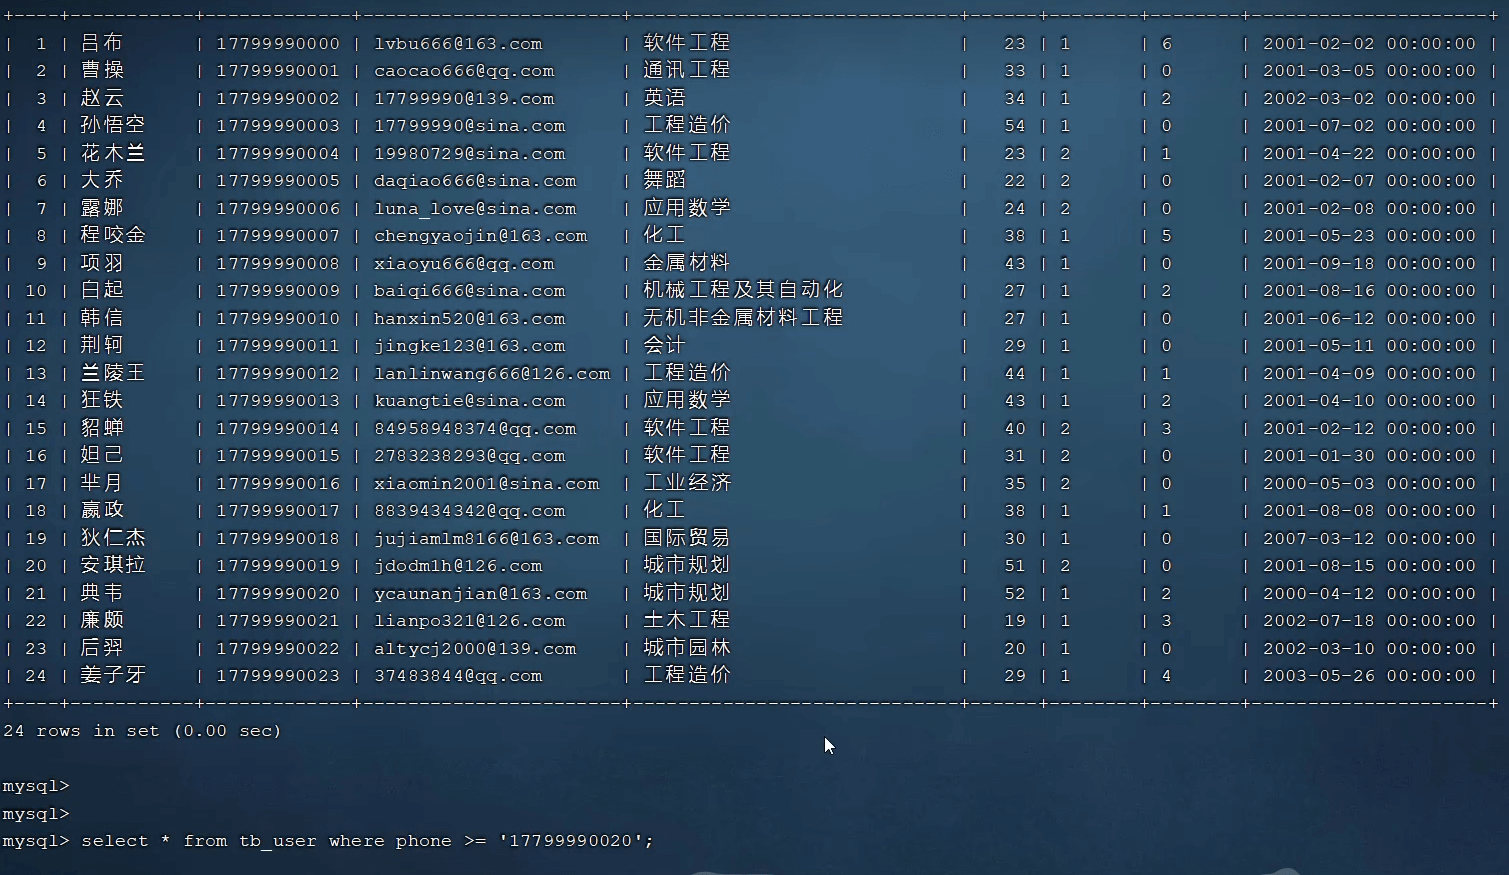 | 1 | 吕布 | 17799990000 | lvbu666@163.com | 软件工程 | 23 | 1 | 6 | 2001-02-02 00:00:00 |
| 2 | 曹操 | 17799990001 | caocao666@qq.com | 通讯工程 | 33 | 1 | 0 | 2001-03-05 00:00:00 |
| 3 | 赵云 | 17799990002 | 17799990@139.com | 英语 | 34 | 1 | 2 | 2002-03-02 00:00:00 |
| 4 | 孙悟空 | 17799990003 | 17799990@sina.com | 工程造价 | 54 | 1 | 0 | 2001-07-02 00:00:00 |
| 5 | 花木兰 | 17799990004 | 19980729@sina.com | 软件工程 | 23 | 2 | 1 | 2001-04-22 00:00:00 |
| 6 | 大乔 | 17799990005 | daqiao666@sina.com | 舞蹈 | 22 | 2 | 0 | 2001-02-07 00:00:00 |
| 7 | 露娜 | 17799990006 | luna_love@sina.com | 应用数学 | 24 | 2 | 0 | 2001-02-08 00:00:00 |
| 8 | 程咬金 | 17799990007 | chengyaojin@163.com | 化工 | 38 | 1 | 5 | 2001-05-23 00:00:00 |
| 9 | 项羽 | 17799990008 | xiaoyu666@qq.com | 金属材料 | 43 | 1 | 0 | 2001-09-18 00:00:00 |
| 10 | 白起 | 17799990009 | baiqi666@sina.com | 机械工程及其自动化 | 27 | 1 | 2 | 2001-08-16 00:00:00 |
| 11 | 韩信 | 17799990010 | hanxin520@163.com | 无机非金属材料工程 | 27 | 1 | 0 | 2001-06-12 00:00:00 |
| 12 | 荆轲 | 17799990011 | jingke123@163.com | 会计 | 29 | 1 | 0 | 2001-05-11 00:00:00 |
| 13 | 兰陵王 | 17799990012 | lanlinwang666@126.com | 工程造价 | 44 | 1 | 1 | 2001-04-09 00:00:00 |
| 14 | 狂铁 | 17799990013 | kuangtie@sina.com | 应用数学 | 43 | 1 | 2 | 2001-04-10 00:00:00 |
| 15 | 貂蝉 | 17799990014 | 84958948374@qq.com | 软件工程 | 40 | 2 | 3 | 2001-02-12 00:00:00 |
| 16 | 妲己 | 17799990015 | 2783238293@qq.com | 软件工程 | 31 | 2 | 0 | 2001-01-30 00:00:00 |
| 17 | 芈月 | 17799990016 | xiaomin2001@sina.com | 工业经济 | 35 | 2 | 0 | 2000-05-03 00:00:00 |
| 18 | 嬴政 | 17799990017 | 8839434342@qq.com | 化工 | 38 | 1 | 1 | 2001-08-08 00:00:00 |
| 19 | 狄仁杰 | 17799990018 | jujiamlm8166@163.com | 国际贸易 | 30 | 1 | 0 | 2007-03-12 00:00:00 |
| 20 | 安琪拉 | 17799990019 | jdodm1h@126.com | 城市规划 | 51 | 2 | 0 | 2001-08-15 00:00:00 |
| 21 | 典韦 | 17799990020 | ycaunanjian@163.com | 城市规划 | 52 | 1 | 2 | 2000-04-12 00:00:00 |
| 22 | 廉颇 | 17799990021 | lianpo321@126.com | 土木工程 | 19 | 1 | 3 | 2002-07-18 00:00:00 |
| 23 | 后羿 | 17799990022 | altycj2000@139.com | 城市园林 | 20 | 1 | 0 | 2002-03-10 00:00:00 |
| 24 | 姜子牙 | 17799990023 | 37483844@qq.com | 工程造价 | 29 | 1 | 4 | 2003-05-26 00:00:00 |
24 rows in set (0.00 sec)
mysql>
mysql>
mysql> select * from tb_user where phone >= '17799990020';